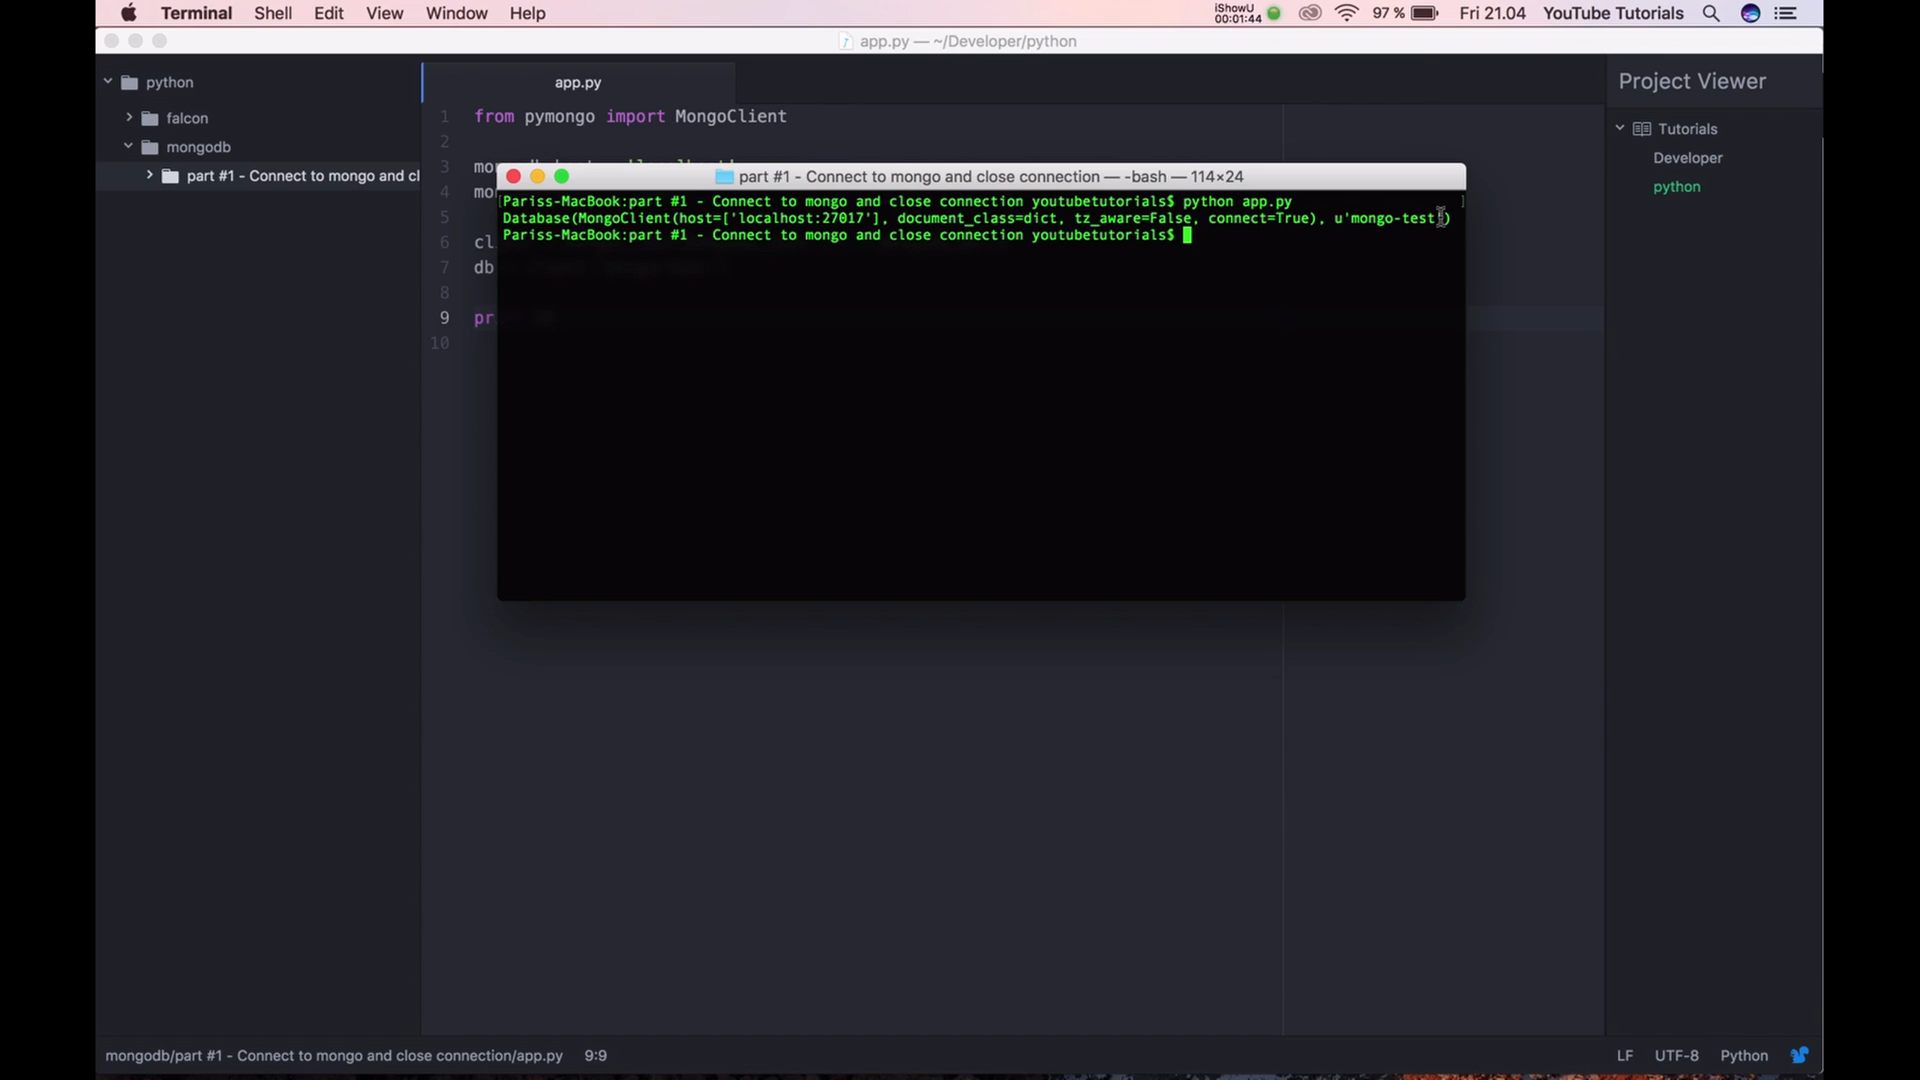 Terminal Shell Edit View Window Help iShowU 00:01:44 97 % Fri 21.04 YouTube Tutorials
app.py — ~/Developer/python
python
falcon
mongodb
part #1 - Connect to mongo and cl
app.py
1 from pymongo import MongoClient
2
3
4
5
6 cl
7 db
8
9 pr
10
part #1 - Connect to mongo and close connection — -bash — 114×24
[Pariss-MacBook:part #1 - Connect to mongo and close connection youtubetutorials$ python app.py ]
Database(MongoClient(host=['localhost:27017'], document_class=dict, tz_aware=False, connect=True), u'mongo-test')
Pariss-MacBook:part #1 - Connect to mongo and close connection youtubetutorials$
Project Viewer
Tutorials
Developer
python
mongodb/part #1 - Connect to mongo and close connection/app.py 9:9 LF UTF-8 Python